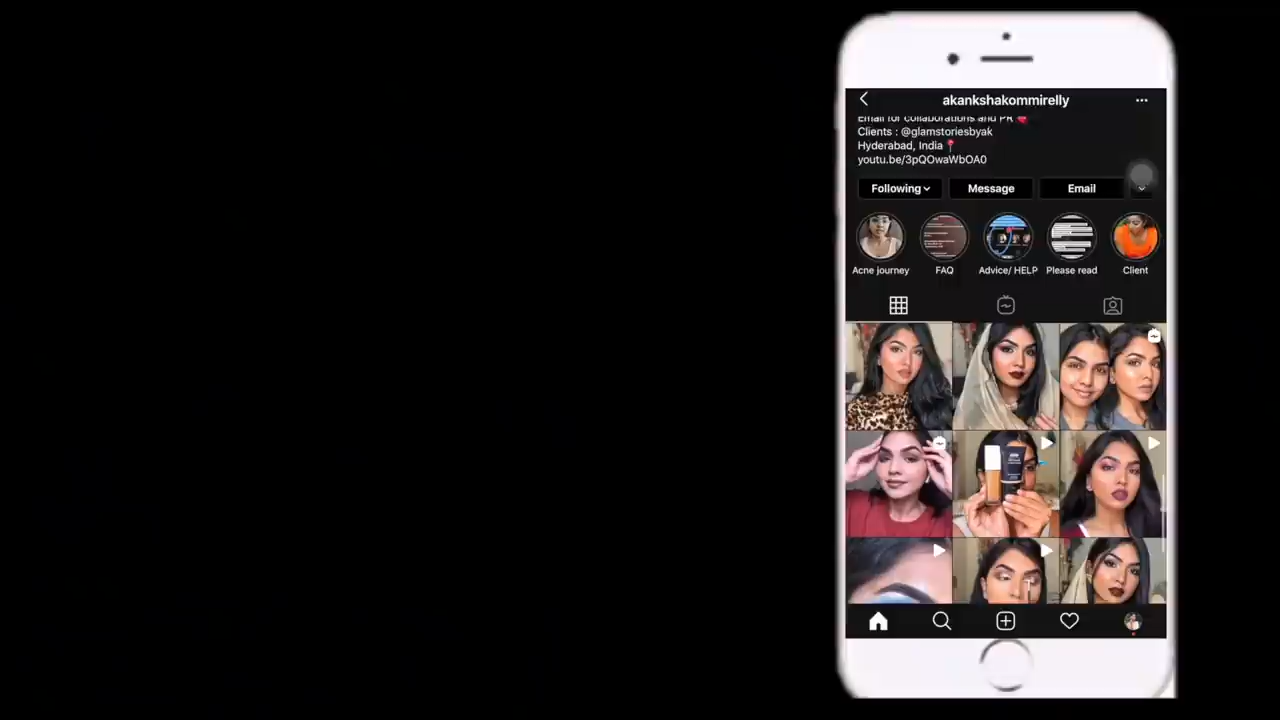 akankshakommirelly
Email for collaborations and PR
Clients : @glamstoriesbyak
Hyderabad, India
youtu.be/3pQOwaWbOA0
Following Message Email
Acne journey FAQ Advice/ HELP Please read Client